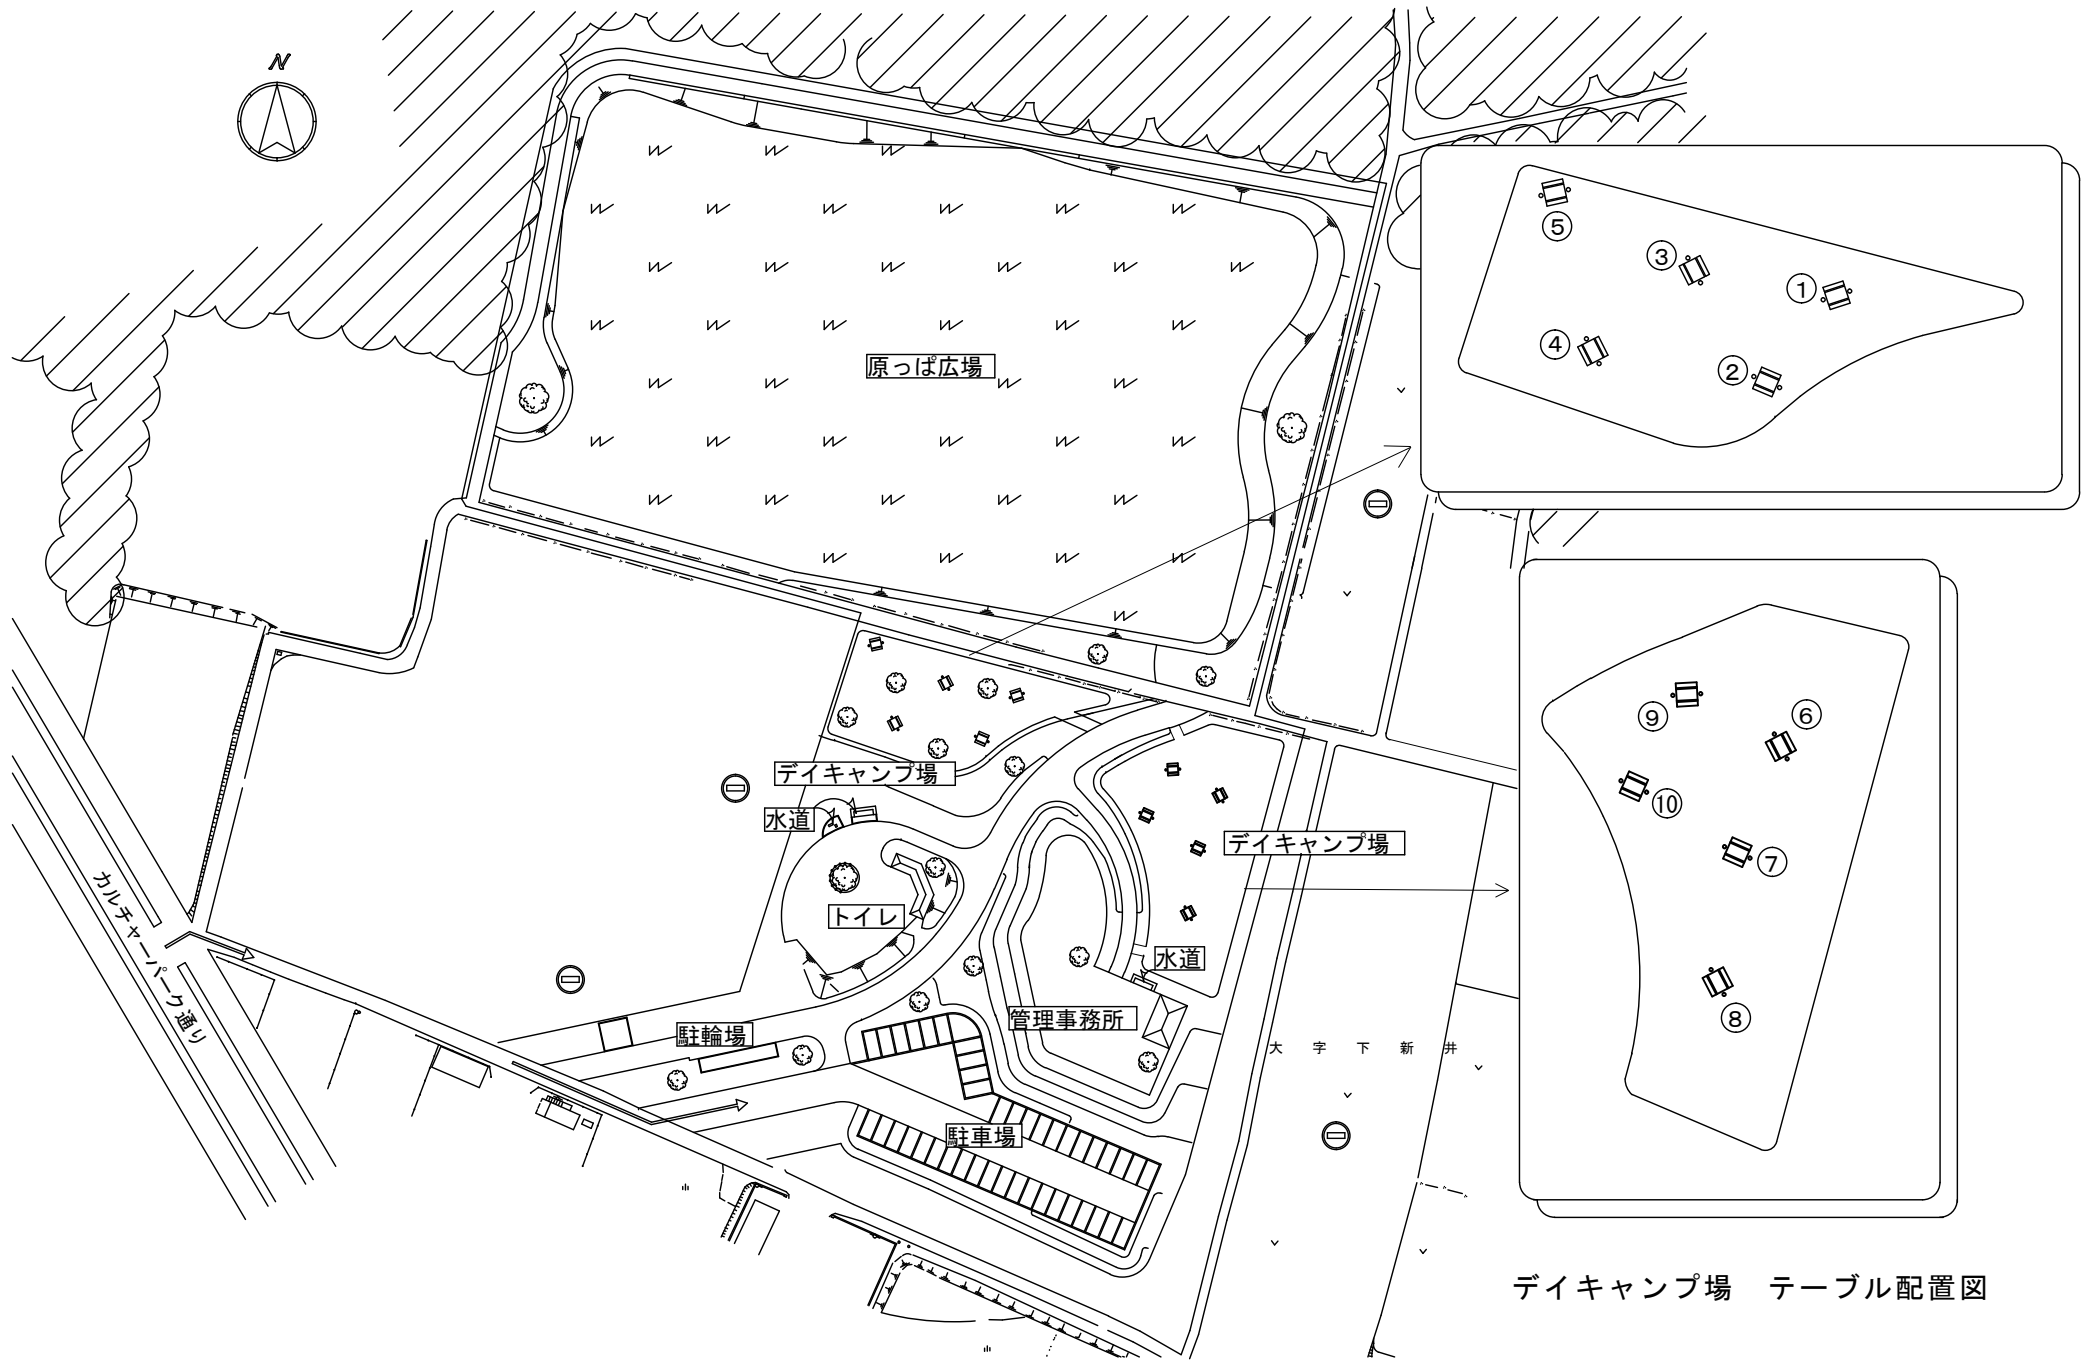 N
⑤
③
①
④
②
原っぱ広場
⑨
⑥
⑩
⑦
⑧
デイキャンプ場
水道
デイキャンプ場
トイレ
水道
カルチャーパーク通り
管理事務所
駐輪場
大字下新井
駐車場
デイキャンプ場　テーブル配置図